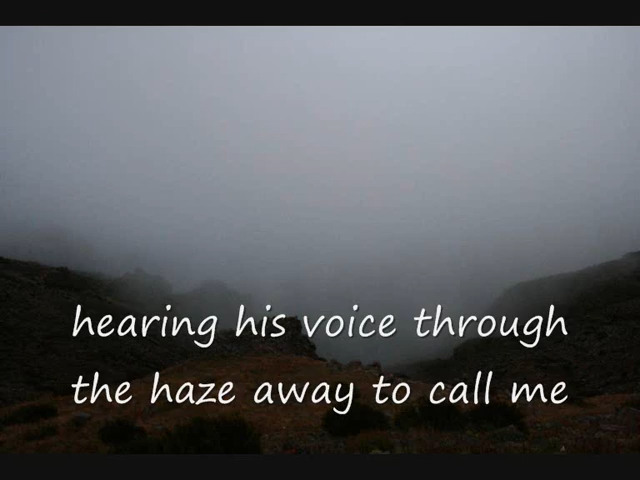 hearing his voice through
the haze away to call me